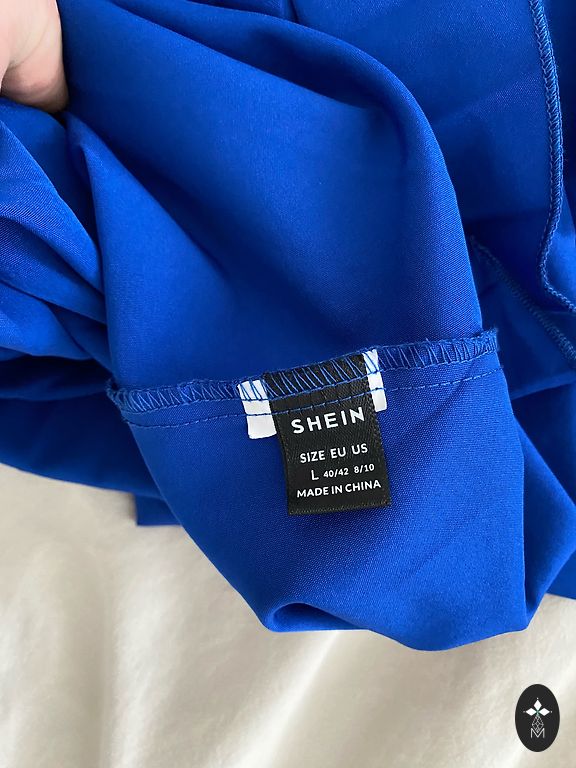 SHEIN
SIZE EU US
L 40/42 8/10
MADE IN CHINA